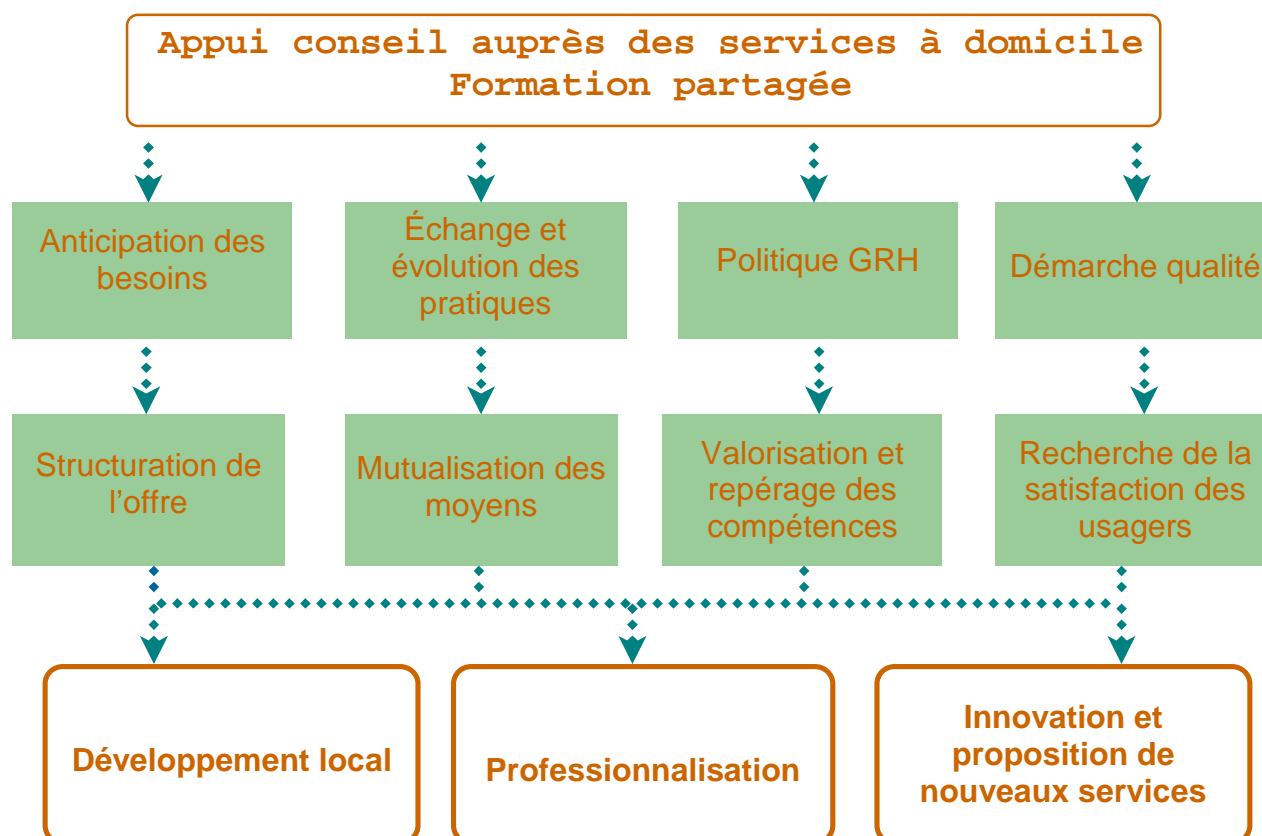 Appui conseil auprès des services à domicile
Formation partagée
Anticipation des
besoins
Échange et
évolution des
pratiques
Politique GRH
Démarche qualité
Structuration de
l’offre
Mutualisation des
moyens
Valorisation et
repérage des
compétences
Recherche de la
satisfaction des
usagers
Développement local
Professionnalisation
Innovation et
proposition de
nouveaux services